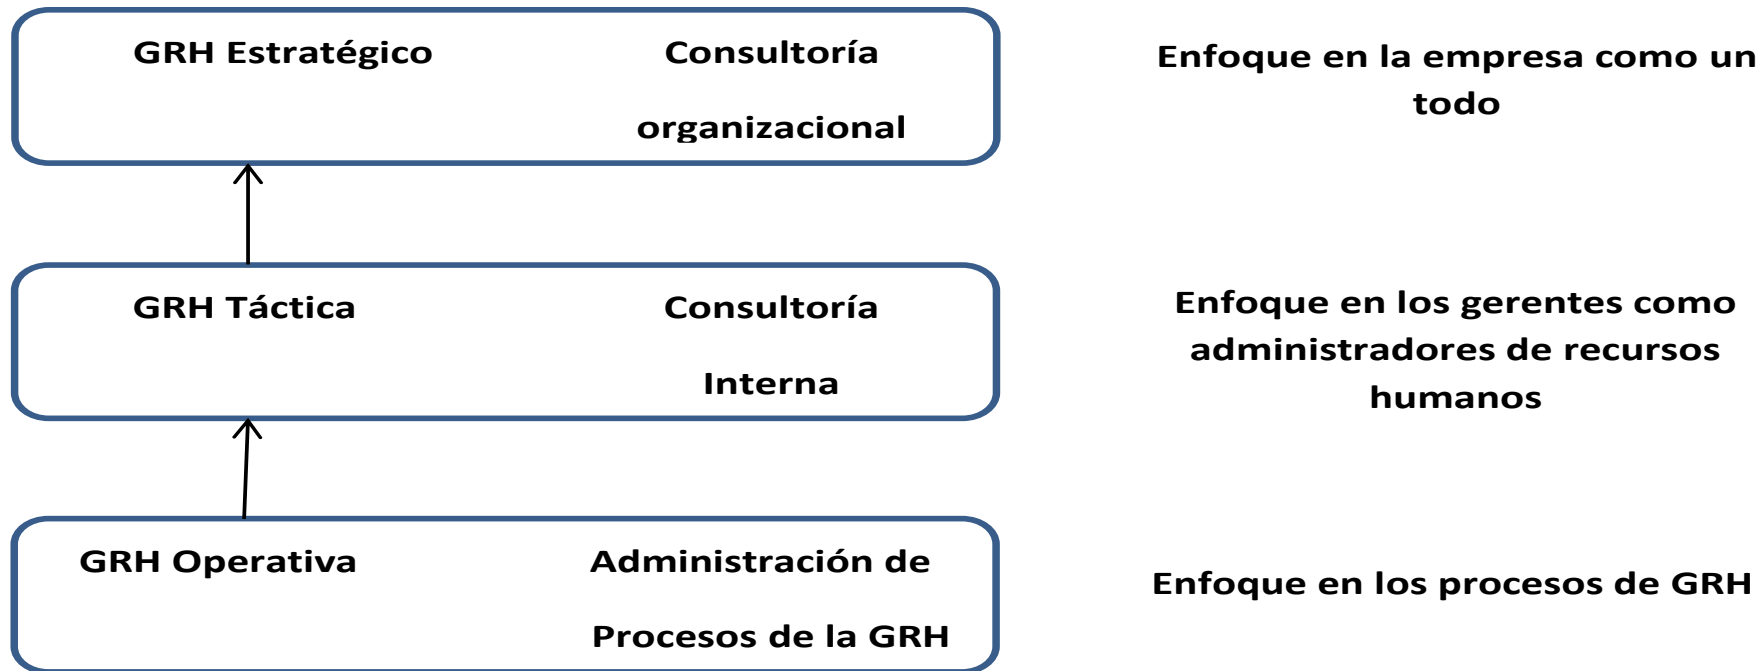 GRH Estratégico
Consultoría
organizacional
Enfoque en la empresa como un
todo
GRH Táctica
Consultoría
Interna
Enfoque en los gerentes como
administradores de recursos
humanos
GRH Operativa
Administración de
Procesos de la GRH
Enfoque en los procesos de GRH